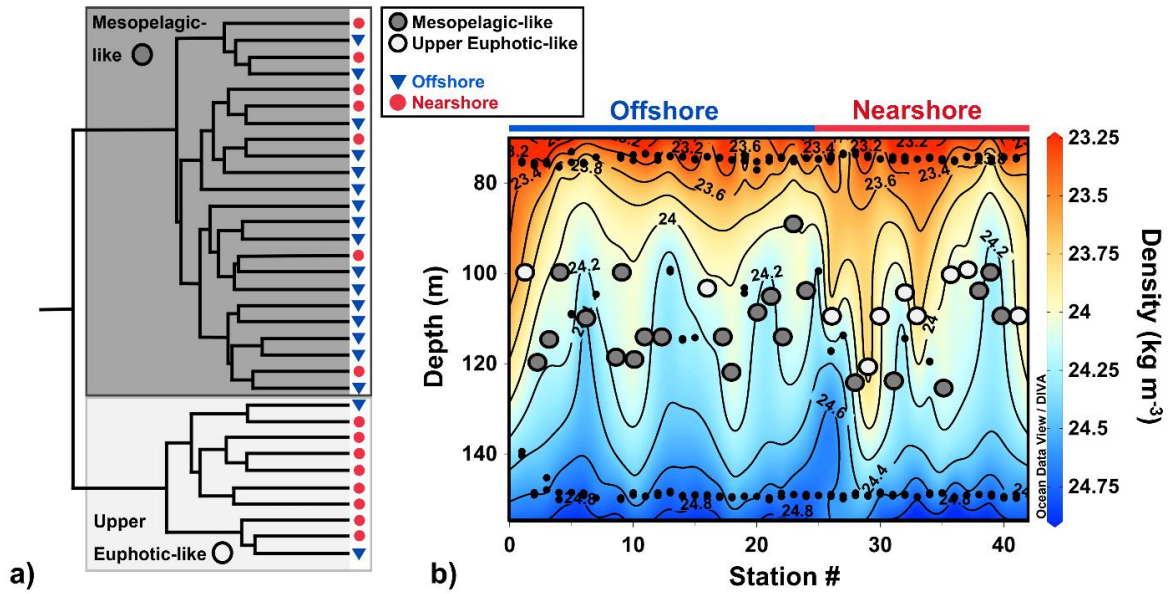 Mesopelagic-
like
Upper
Euphotic-like
a)
Mesopelagic-like
Upper Euphotic-like
Offshore
Nearshore
Offshore
Nearshore
Depth (m)
80
100
120
140
0
10
20
30
40
Station #
b)
23.4
23.8
23.2
23.6
23.4
23.2
23.6
23.4
23.6
24
24.2
24.2
24.2
24
24.6
24.4
24.8
24.8
24.8
Ocean Data View / DIVA
23.25
23.5
23.75
24
24.25
24.5
24.75
Density (kg m-3)